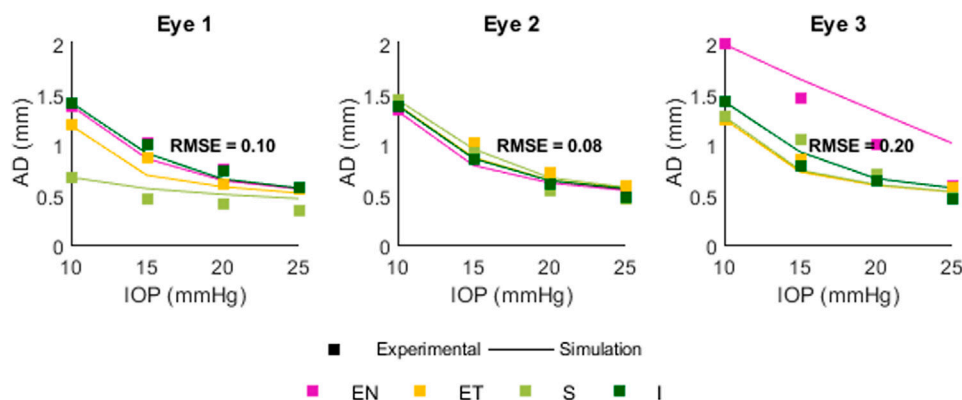 Eye 1
Eye 2
Eye 3
2
1.5
1
0.5
0
AD (mm)
RMSE = 0.10
10 15 20 25
IOP (mmHg)
2
1.5
1
0.5
0
AD (mm)
RMSE = 0.08
10 15 20 25
IOP (mmHg)
2
1.5
1
0.5
0
AD (mm)
RMSE = 0.20
10 15 20 25
IOP (mmHg)
Experimental Simulation
EN ET S I